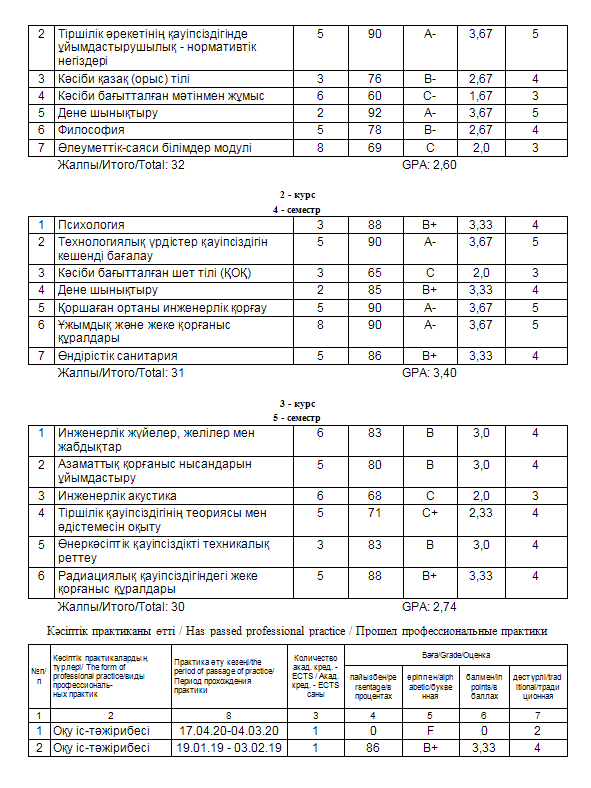 2 Тіршілік әрекетінің қауіпсіздігінде 5 90 A- 3,67 5
ұйымдастырушылық - нормативтік
негіздері
3 Кәсіби қазақ (орыс) тілі 3 76 B- 2,67 4
4 Кәсіби бағытталған мәтінмен жұмыс 6 60 C- 1,67 3
5 Дене шынықтыру 2 92 A- 3,67 5
6 Философия 5 78 B- 2,67 4
7 Әлеуметтік-саяси білімдер модулі 8 69 C 2,0 3
Жалпы/Итого/Total: 32 GPA: 2,60
2 - курс
4 - семестр
1 Психология 3 88 B+ 3,33 4
2 Технологиялық үрдістер қауіпсіздігін 5 90 A- 3,67 5
кешенді бағалау
3 Кәсіби бағытталған шет тілі (ҚОҚ) 3 65 C 2,0 3
4 Дене шынықтыру 2 85 B+ 3,33 4
5 Қоршаған ортаны инженерлік қорғау 5 90 A- 3,67 5
6 Ұжымдық және жеке қорғаныс 8 90 A- 3,67 5
құралдары
7 Өндірістік санитария 5 86 B+ 3,33 4
Жалпы/Итого/Total: 31 GPA: 3,40
3 - курс
5 - семестр
1 Инженерлік жүйелер, желілер мен 6 83 B 3,0 4
жабдықтар
2 Азаматтық қорғаныс нысандарын 5 80 B 3,0 4
ұйымдастыру
3 Инженерлік акустика 6 68 C 2,0 3
4 Тіршілік қауіпсіздігінің теориясы мен 5 71 C+ 2,33 4
әдістемесін оқыту
5 Өнеркәсіптік қауіпсіздікті техникалық 3 83 B 3,0 4
реттеу
6 Радиациялық қауіпсіздігіндегі жеке 5 88 B+ 3,33 4
қорғаныс құралдары
Жалпы/Итого/Total: 30 GPA: 2,74
Кәсіптік практиканы өтті / Has passed professional practice / Прошел профессиональные практики
№п/
п
Кәсіптік практикалардың
түрлері/ The form of
professional practice/виды
профессиональ-
ных практик
Практика өту кезеңі/the
period of passage of practice/
Период прохождения
практики
Количество
акад. кред. -
ECTS / Акад.
кред. - ECTS
саны
Баға/Grade/Оценка
пайызбен/pe
rsentage/в
процентах
әріппен/alph
abetic/букве
нная
балмен/in
points/в
баллах
дәстүрлі/trad
itional/тради
ционная
1 2 8 3 4 5 6 7
1 Оқу іс-тәжірибесі 17.04.20-04.03.20 1 0 F 0 2
2 Оқу іс-тәжірибесі 19.01.19 - 03.02.19 1 86 B+ 3,33 4